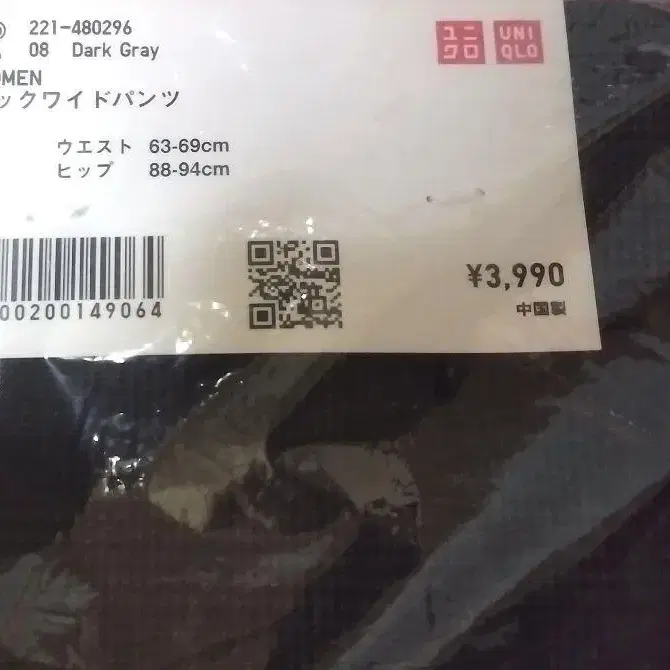 221-480296
08 Dark Gray
OMEN
ックワイドパンツ
ユニクロ
UNIQLO
ウエスト 63-69cm
ヒップ 88-94cm
00200149064
¥3,990
中国製